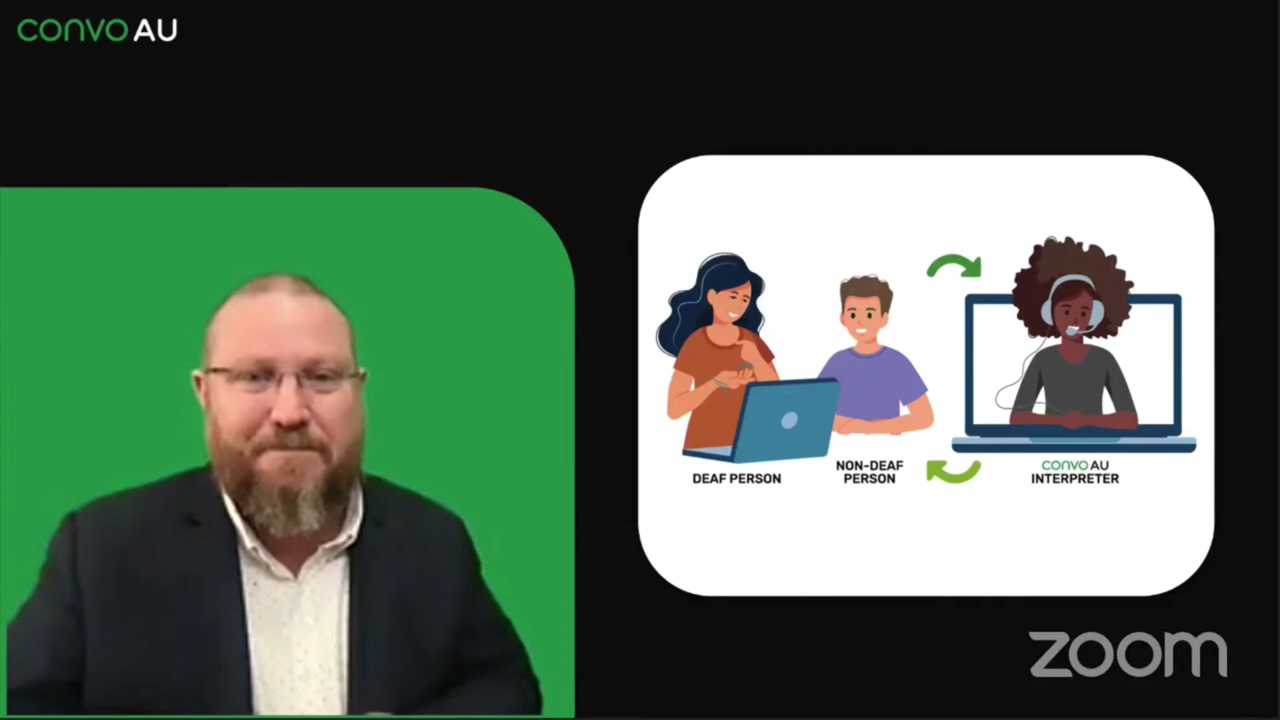 convo AU
DEAF PERSON
NON-DEAF
PERSON
convo AU
INTERPRETER
zoom